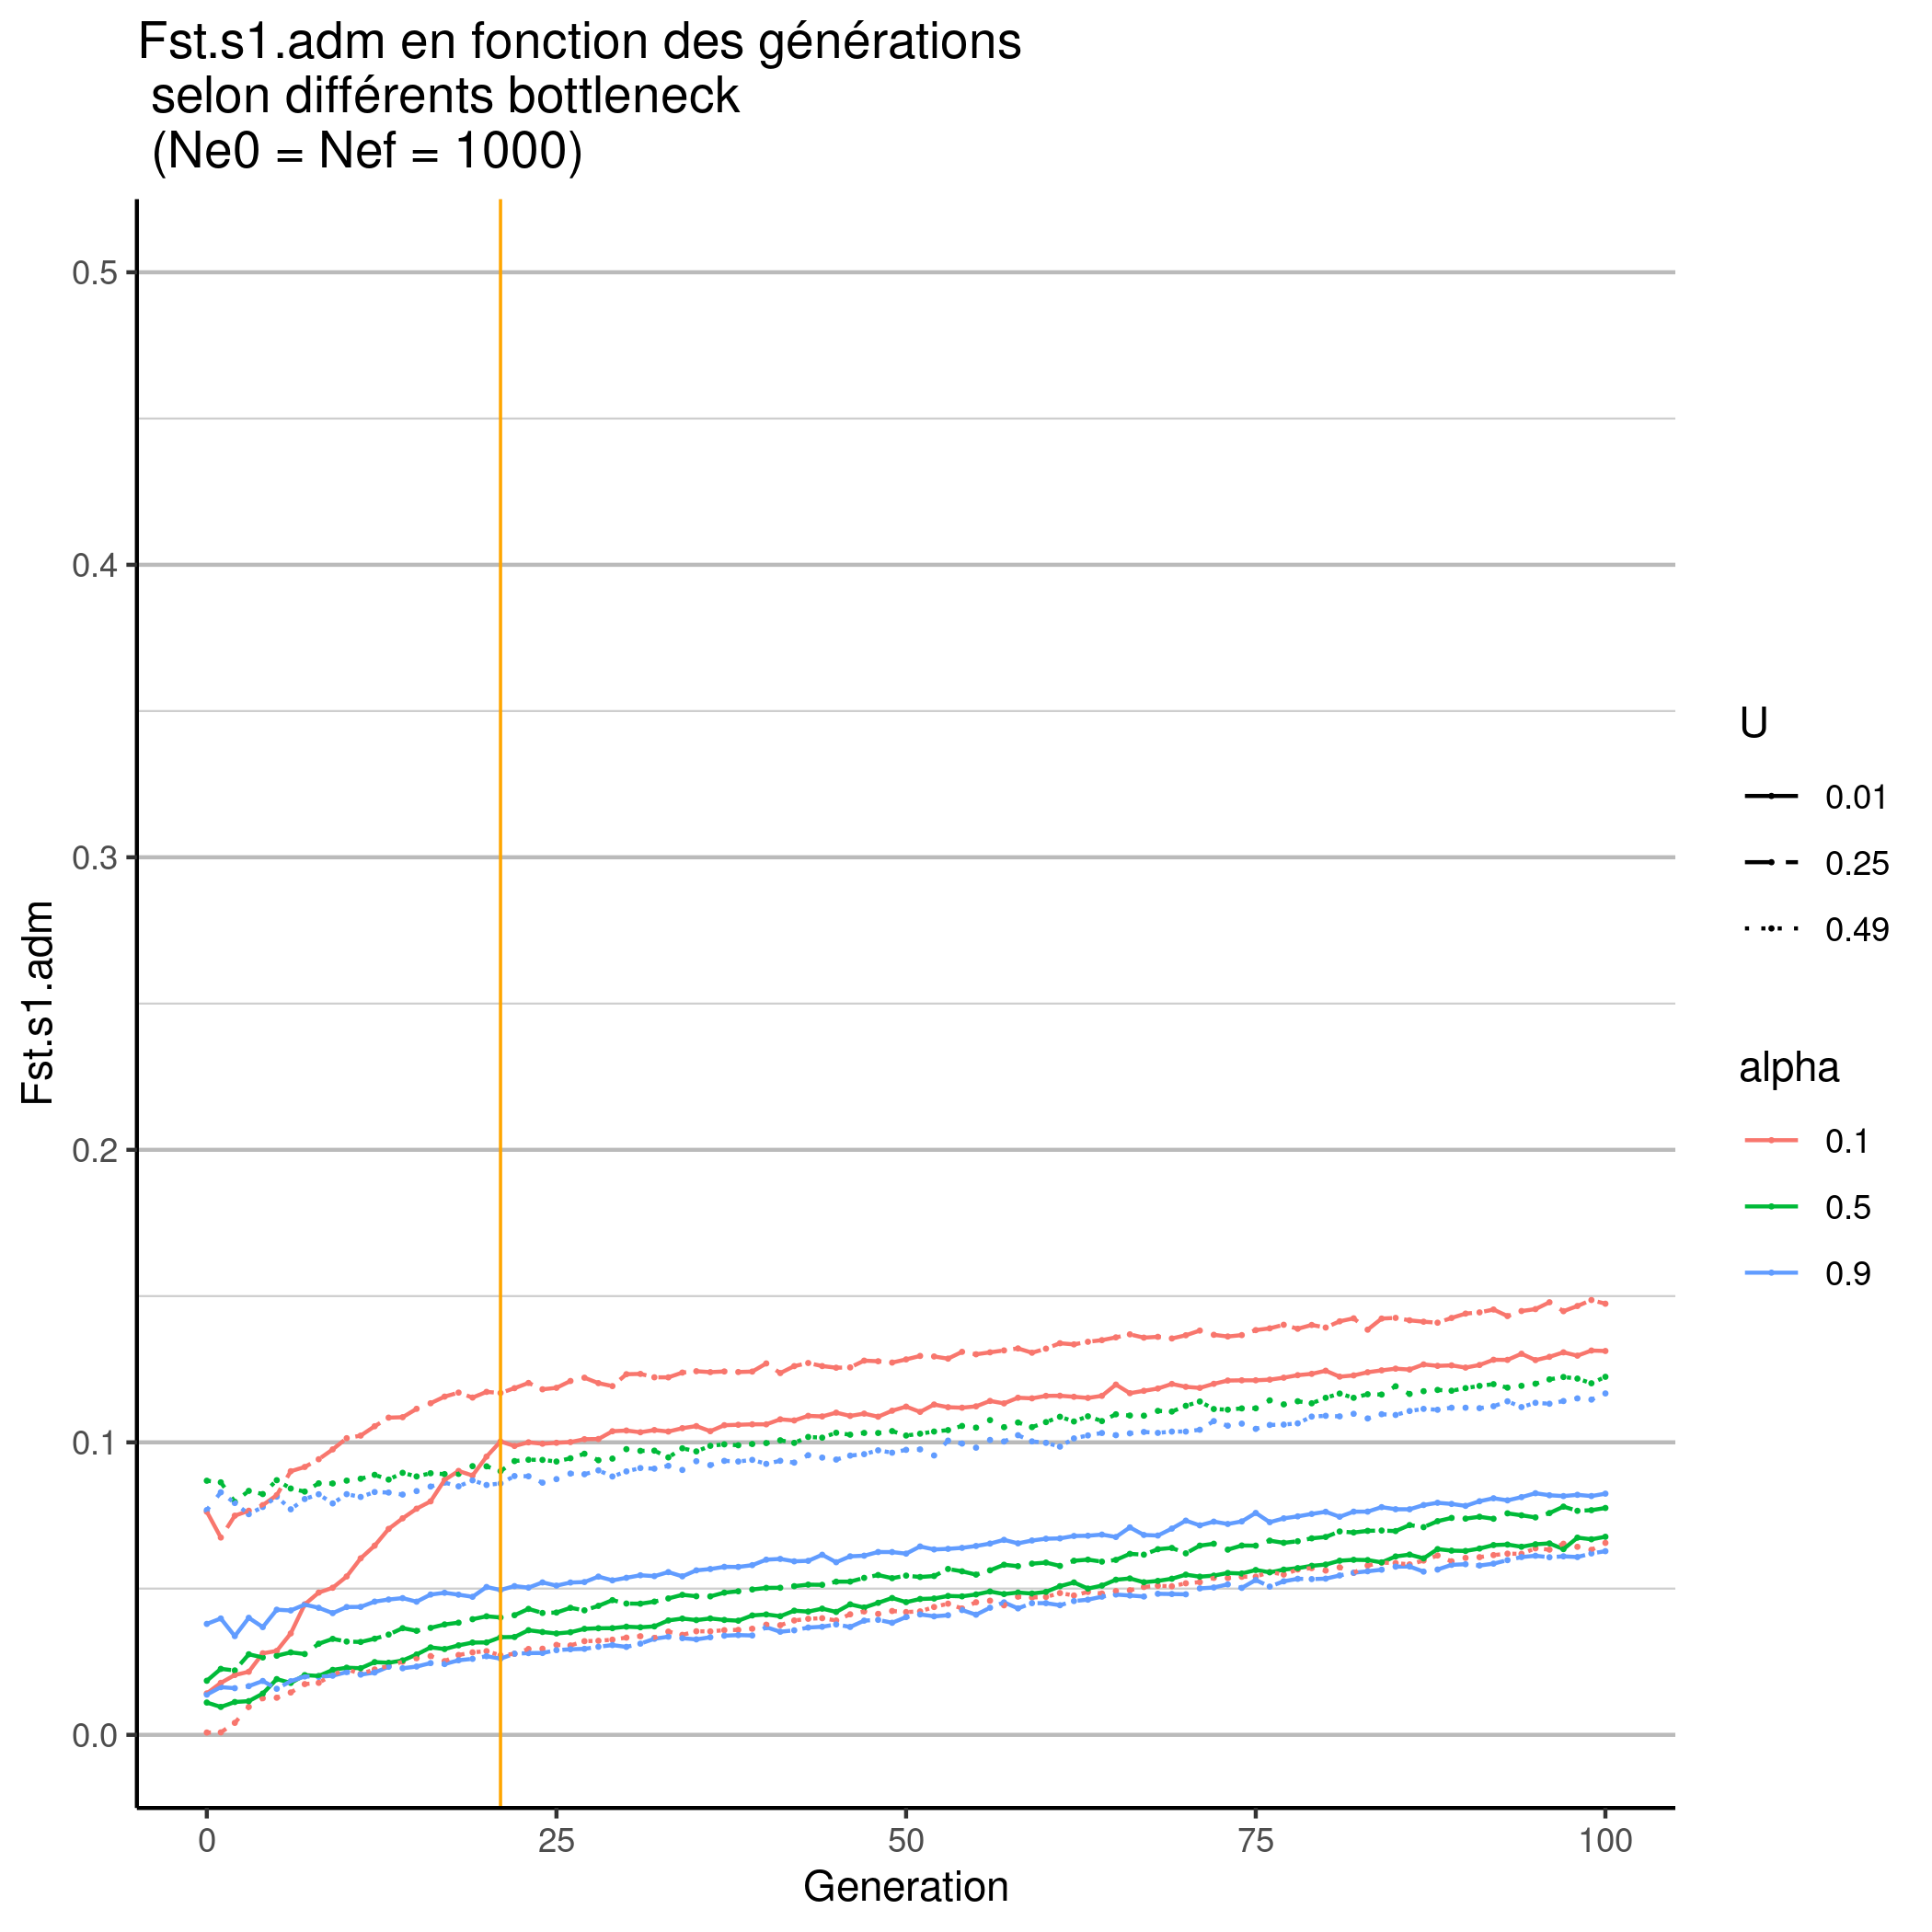 Fst.s1.adm en fonction des générations
selon différents bottleneck
(Ne0 = Nef = 1000)
0.5
0.4
0.3
0.2
0.1
0.0
Fst.s1.adm
0 25 50 75 100
Generation
U
0.01
0.25
0.49
alpha
0.1
0.5
0.9